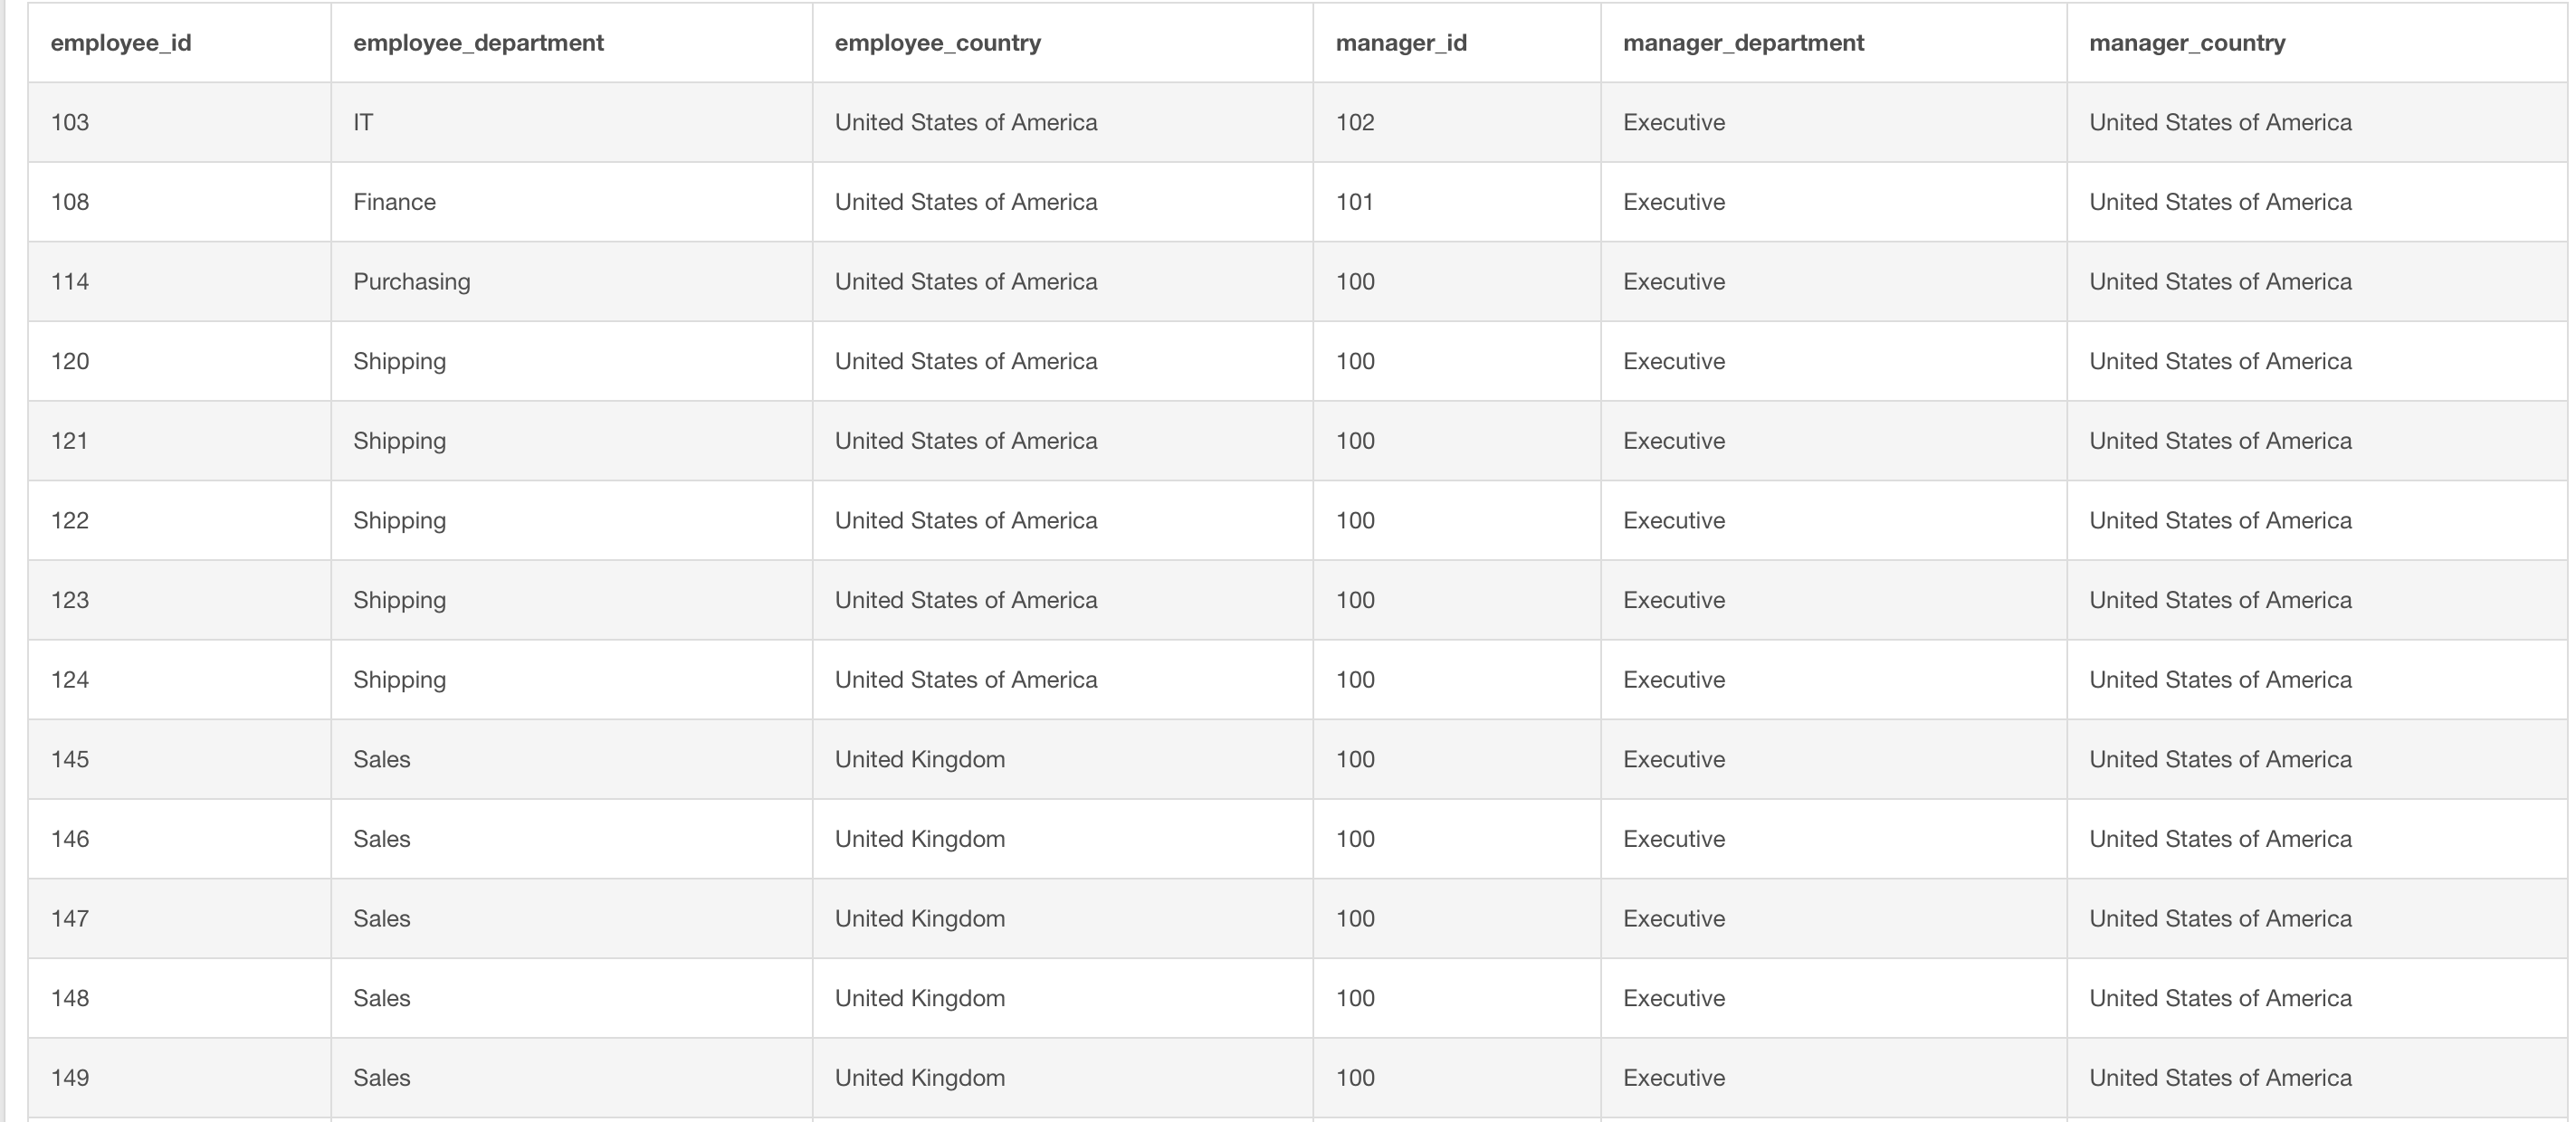 employee_id employee_department employee_country manager_id manager_department manager_country
103 IT United States of America 102 Executive United States of America
108 Finance United States of America 101 Executive United States of America
114 Purchasing United States of America 100 Executive United States of America
120 Shipping United States of America 100 Executive United States of America
121 Shipping United States of America 100 Executive United States of America
122 Shipping United States of America 100 Executive United States of America
123 Shipping United States of America 100 Executive United States of America
124 Shipping United States of America 100 Executive United States of America
145 Sales United Kingdom 100 Executive United States of America
146 Sales United Kingdom 100 Executive United States of America
147 Sales United Kingdom 100 Executive United States of America
148 Sales United Kingdom 100 Executive United States of America
149 Sales United Kingdom 100 Executive United States of America